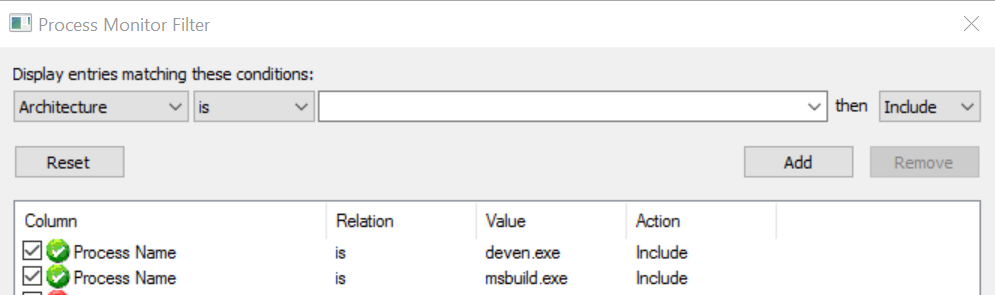 Process Monitor Filter
Display entries matching these conditions:
Architecture is then Include
Reset Add Remove
Column Relation Value Action
Process Name is deven.exe Include
Process Name is msbuild.exe Include